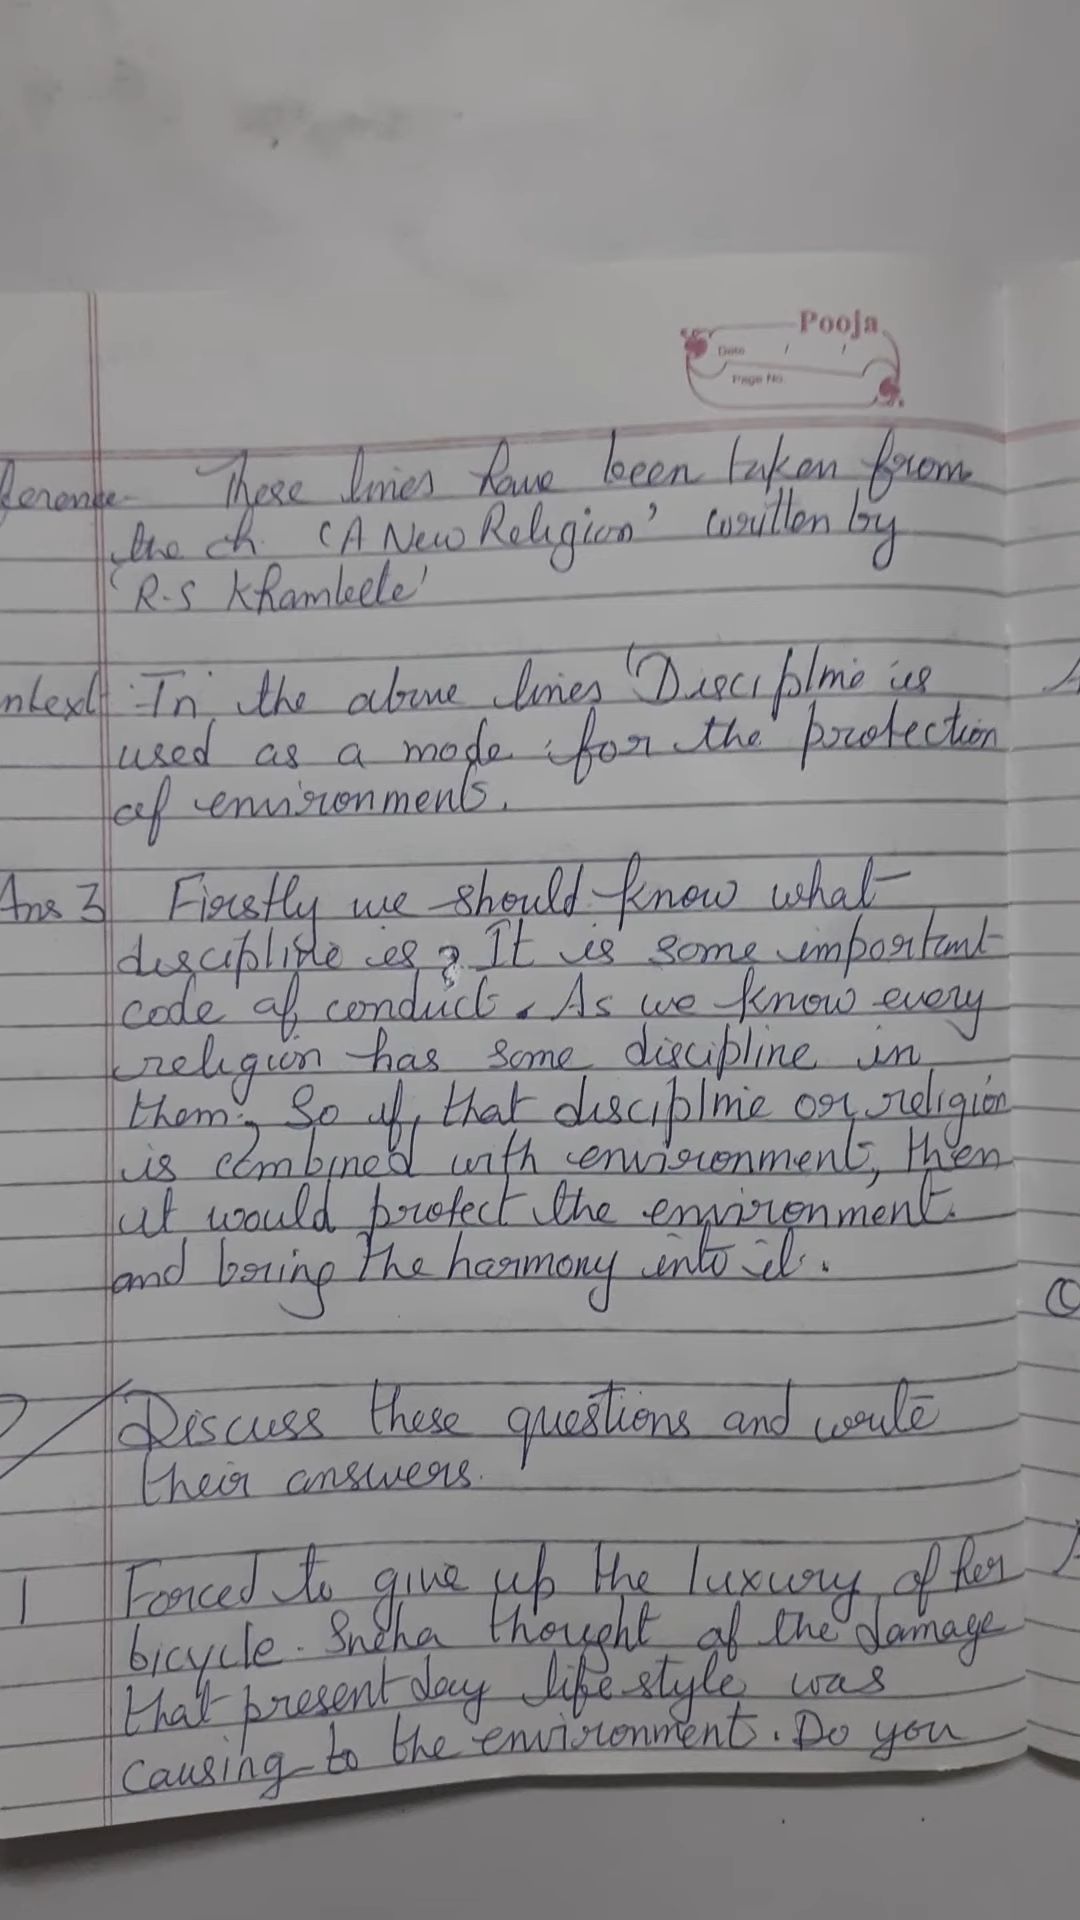 Pooja
Date / /
Page No.
ference- These lines have been taken from
the ch 'A New Religion' written by
'R.S Khambete'
ntext :In the above lines 'Discipline is
used as a mode for the protection
of environment.
Ans 3 Firstly we should know what
discipline is? It is some important
code of conduct. As we know every
religion has some discipline in
them. So if, that discipline or religion
is combined with environment, then
it would protect the environment.
and bring the harmony into it.
Discuss these questions and write
their answers.
1 Forced to give up the luxury of her
bicycle. Sneha thought of the damage
that present day life style was
causing to the environment. Do you